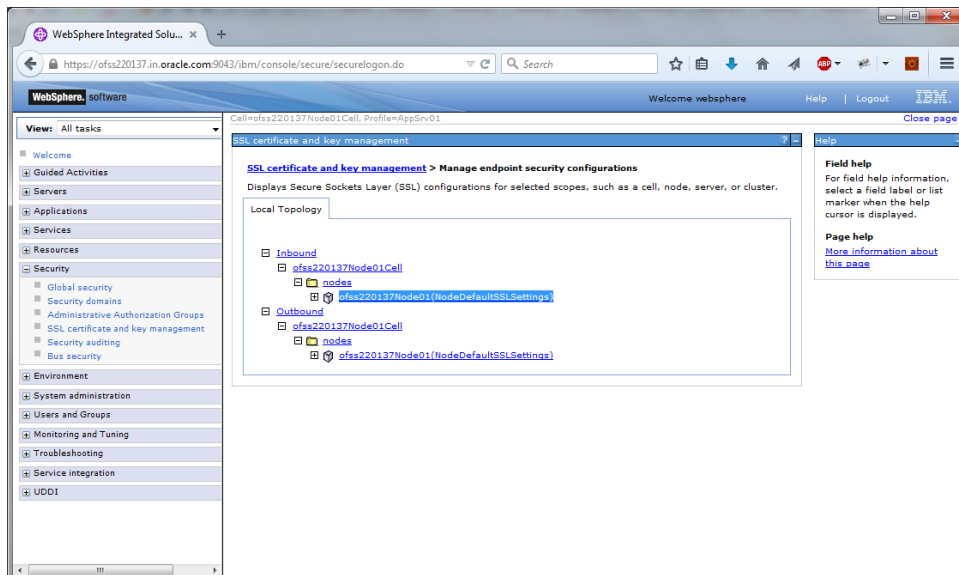 WebSphere Integrated Solu...
https://ofss220137.in.oracle.com:9043/ibm/console/secure/securelogon.do
Search
ABP
WebSphere. software
Welcome websphere
Help | Logout
IBM.
Cell=ofss220137Node01Cell, Profile=AppSrv01
Close page
View: All tasks
Welcome
Guided Activities
Servers
Applications
Services
Resources
Security
Global security
Security domains
Administrative Authorization Groups
SSL certificate and key management
Security auditing
Bus security
Environment
System administration
Users and Groups
Monitoring and Tuning
Troubleshooting
Service integration
UDDI
SSL certificate and key management
?
SSL certificate and key management > Manage endpoint security configurations
Displays Secure Sockets Layer (SSL) configurations for selected scopes, such as a cell, node, server, or cluster.
Local Topology
Inbound
ofss220137Node01Cell
nodes
ofss220137Node01(NodeDefaultSSLSettings)
Outbound
ofss220137Node01Cell
nodes
ofss220137Node01(NodeDefaultSSLSettings)
Help
Field help
For field help information,
select a field label or list
marker when the help
cursor is displayed.
Page help
More information about
this page